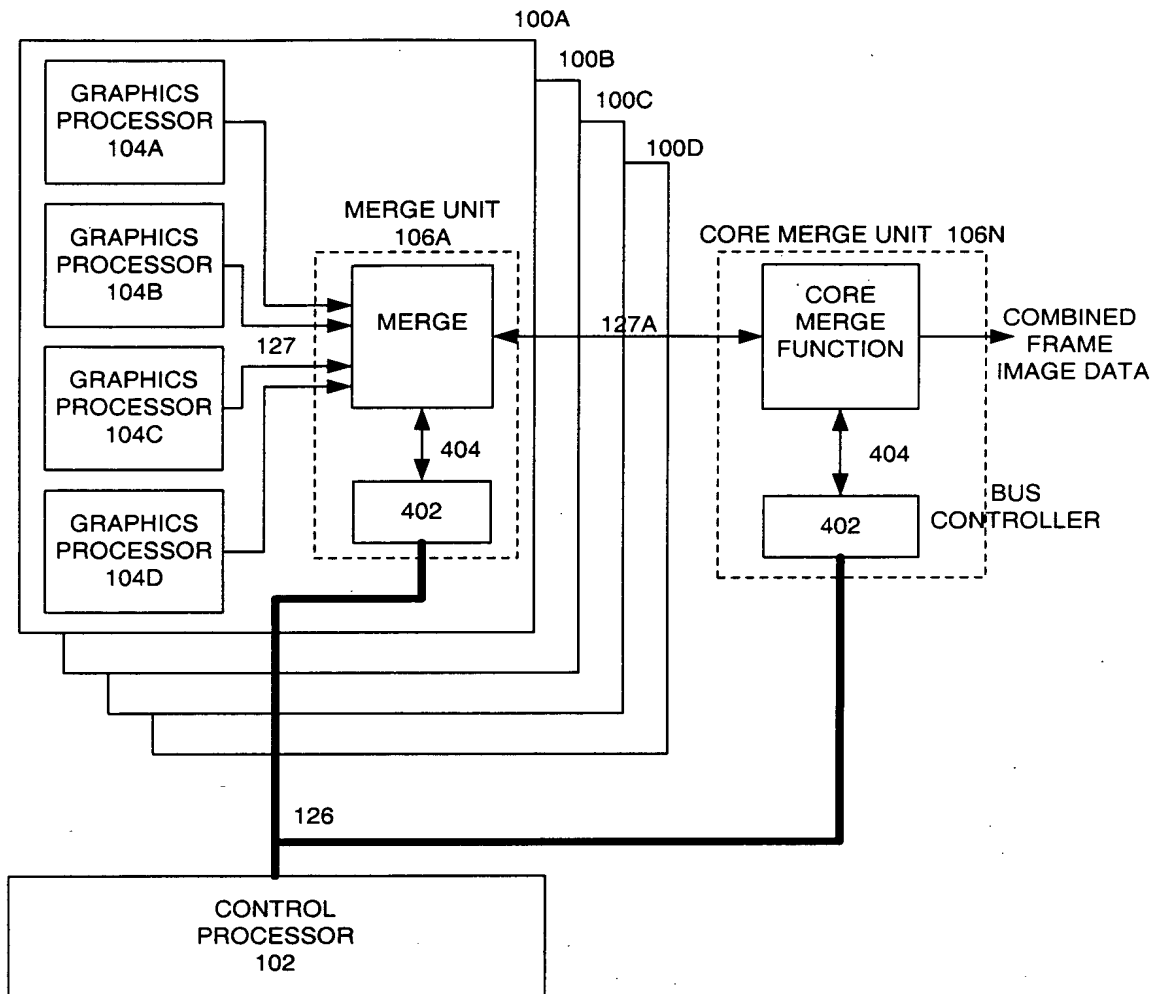 100A
100B
100C
100D
GRAPHICS
PROCESSOR
104A
GRAPHICS
PROCESSOR
104B
GRAPHICS
PROCESSOR
104C
GRAPHICS
PROCESSOR
104D
127
MERGE UNIT
106A
MERGE
404
402
127A
CORE MERGE UNIT 106N
CORE
MERGE
FUNCTION
404
402
COMBINED
FRAME
IMAGE DATA
BUS
CONTROLLER
126
CONTROL
PROCESSOR
102